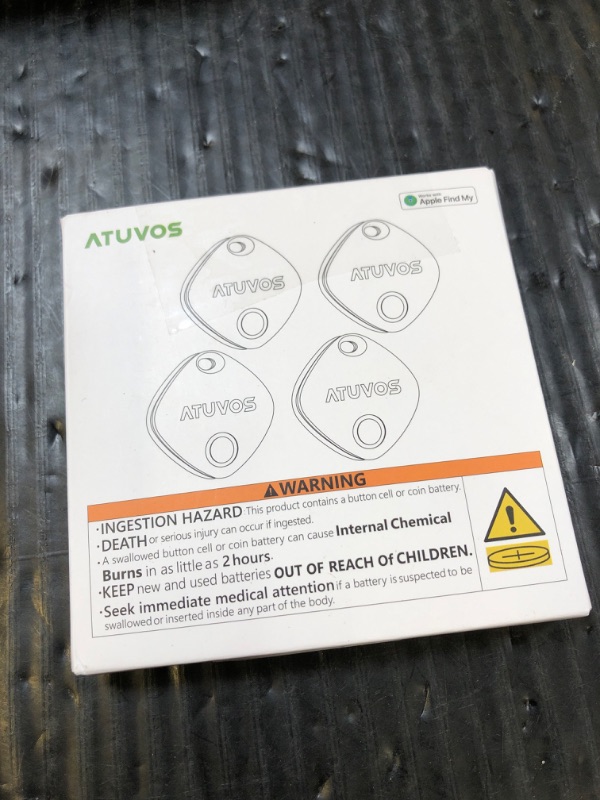 ATUVOS
Works with
Apple Find My
ATUVOS
ATUVOS
ATUVOS
ATUVOS
WARNING
·INGESTION HAZARD This product contains a button cell or coin battery.
·DEATH or serious injury can occur if ingested.
·A swallowed button cell or coin battery can cause Internal Chemical
Burns in as little as 2 hours.
·KEEP new and used batteries OUT OF REACH Of CHILDREN.
·Seek immediate medical attention if a battery is suspected to be
swallowed or inserted inside any part of the body.